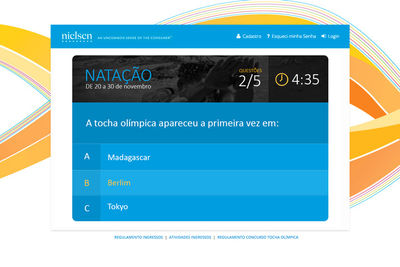 nielsen
AN UNCOMMON SENSE OF THE CONSUMER™
Cadastro ? Esqueci minha Senha Login
NATAÇÃO
DE 20 a 30 de novembro
QUESTÕES
2/5
4:35
A tocha olímpica apareceu a primeira vez em:
A Madagascar
B Berlim
C Tokyo
REGULAMENTO INGRESSOS | ATIVIDADES INGRESSOS | REGULAMENTO CONCURSO TOCHA OLÍMPICA